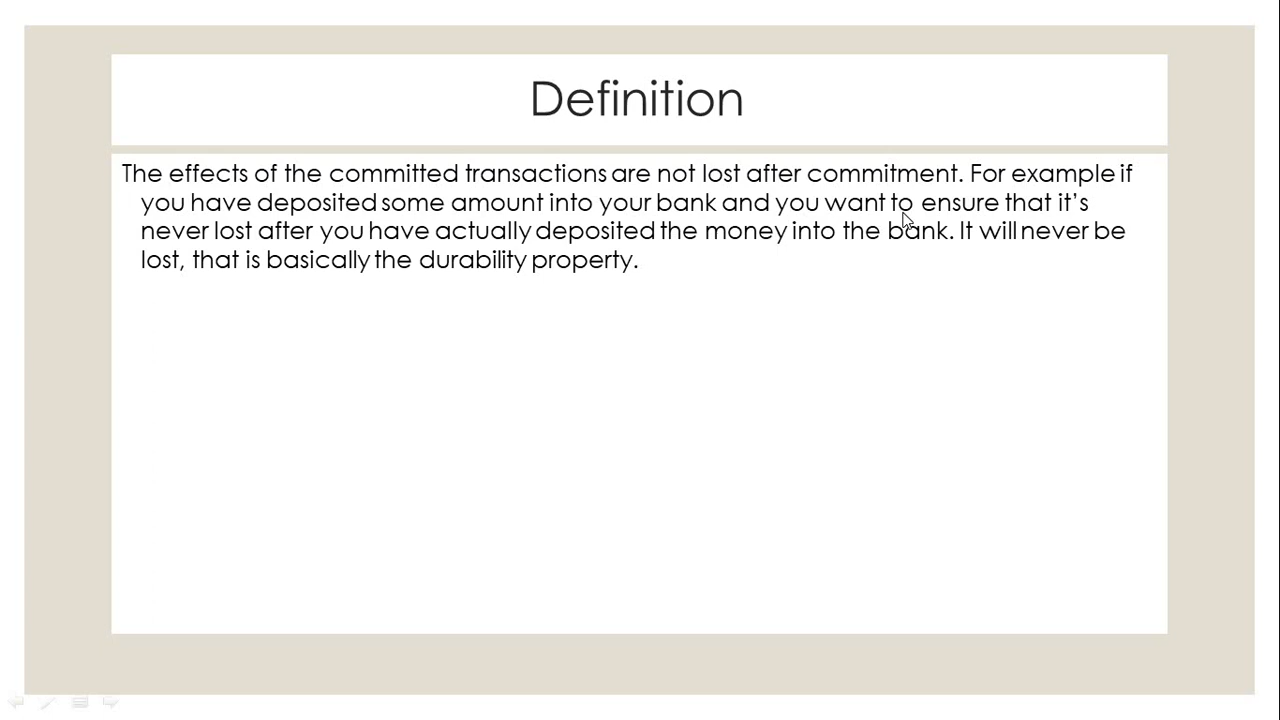 Definition
The effects of the committed transactions are not lost after commitment. For example if
you have deposited some amount into your bank and you want to ensure that it's
never lost after you have actually deposited the money into the bank. It will never be
lost, that is basically the durability property.